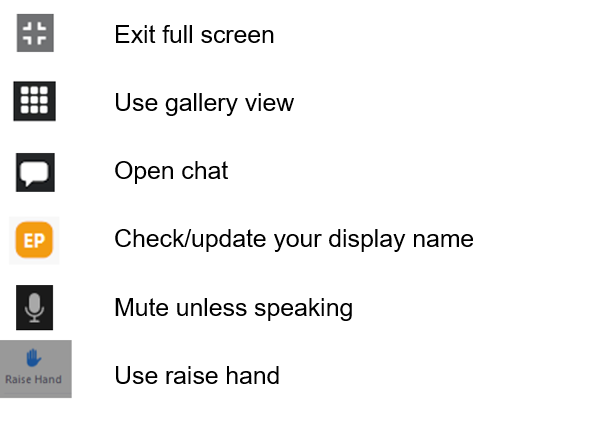 Exit full screen
Use gallery view
Open chat
EP Check/update your display name
Mute unless speaking
Raise Hand Use raise hand